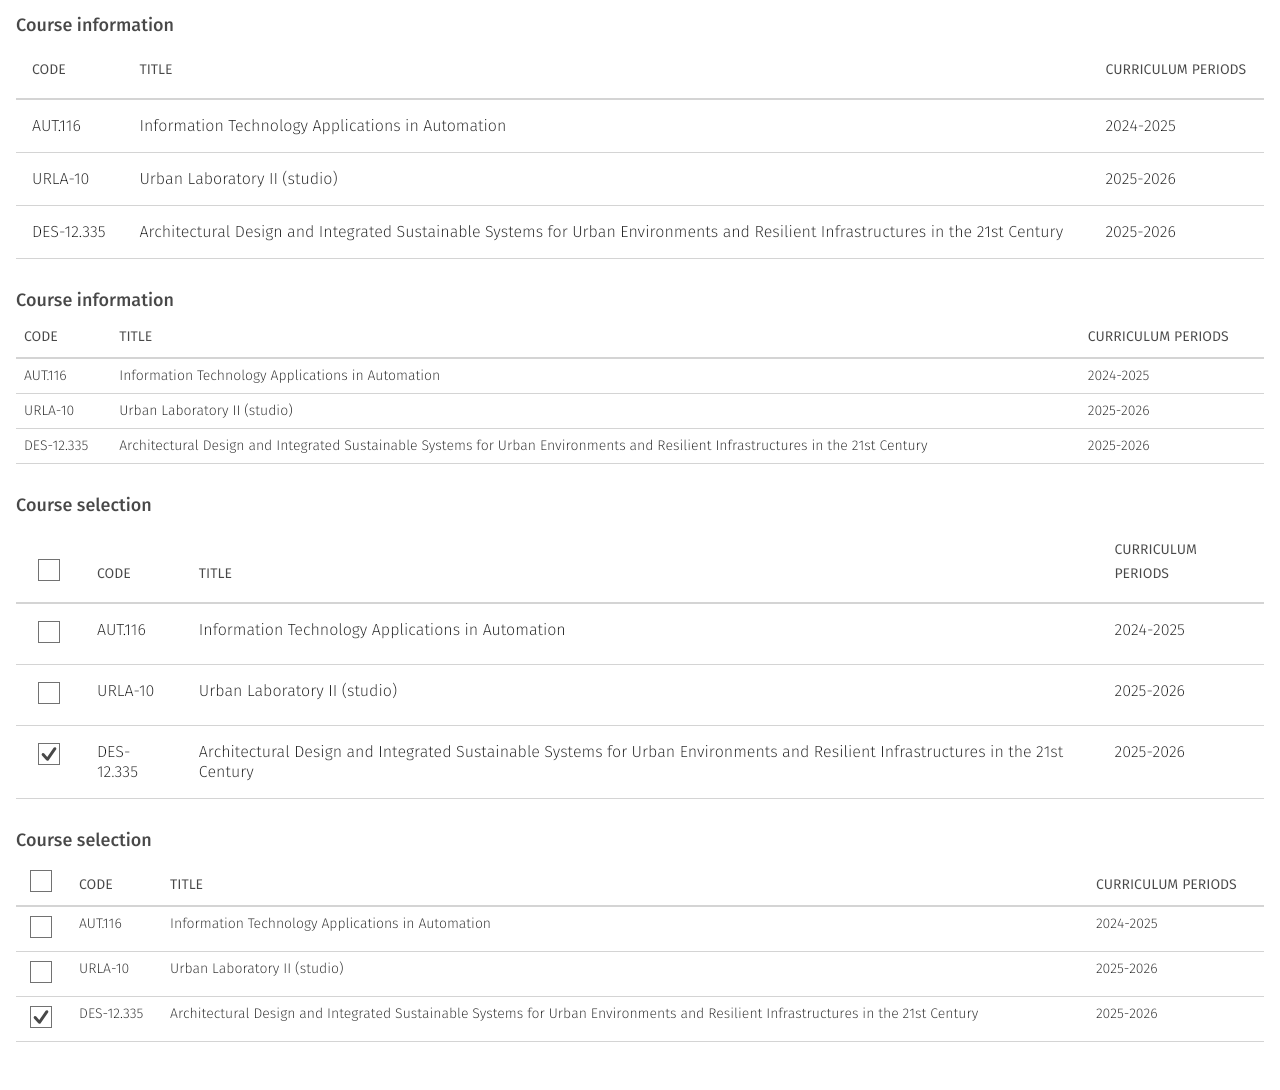 Course information
CODE TITLE CURRICULUM PERIODS
AUT.116 Information Technology Applications in Automation 2024-2025
URLA-10 Urban Laboratory II (studio) 2025-2026
DES-12.335 Architectural Design and Integrated Sustainable Systems for Urban Environments and Resilient Infrastructures in the 21st Century 2025-2026
Course information
CODE TITLE CURRICULUM PERIODS
AUT.116 Information Technology Applications in Automation 2024-2025
URLA-10 Urban Laboratory II (studio) 2025-2026
DES-12.335 Architectural Design and Integrated Sustainable Systems for Urban Environments and Resilient Infrastructures in the 21st Century 2025-2026
Course selection
CURRICULUM
CODE TITLE PERIODS
AUT.116 Information Technology Applications in Automation 2024-2025
URLA-10 Urban Laboratory II (studio) 2025-2026
DES- Architectural Design and Integrated Sustainable Systems for Urban Environments and Resilient Infrastructures in the 21st 2025-2026
12.335 Century
Course selection
CODE TITLE CURRICULUM PERIODS
AUT.116 Information Technology Applications in Automation 2024-2025
URLA-10 Urban Laboratory II (studio) 2025-2026
DES-12.335 Architectural Design and Integrated Sustainable Systems for Urban Environments and Resilient Infrastructures in the 21st Century 2025-2026